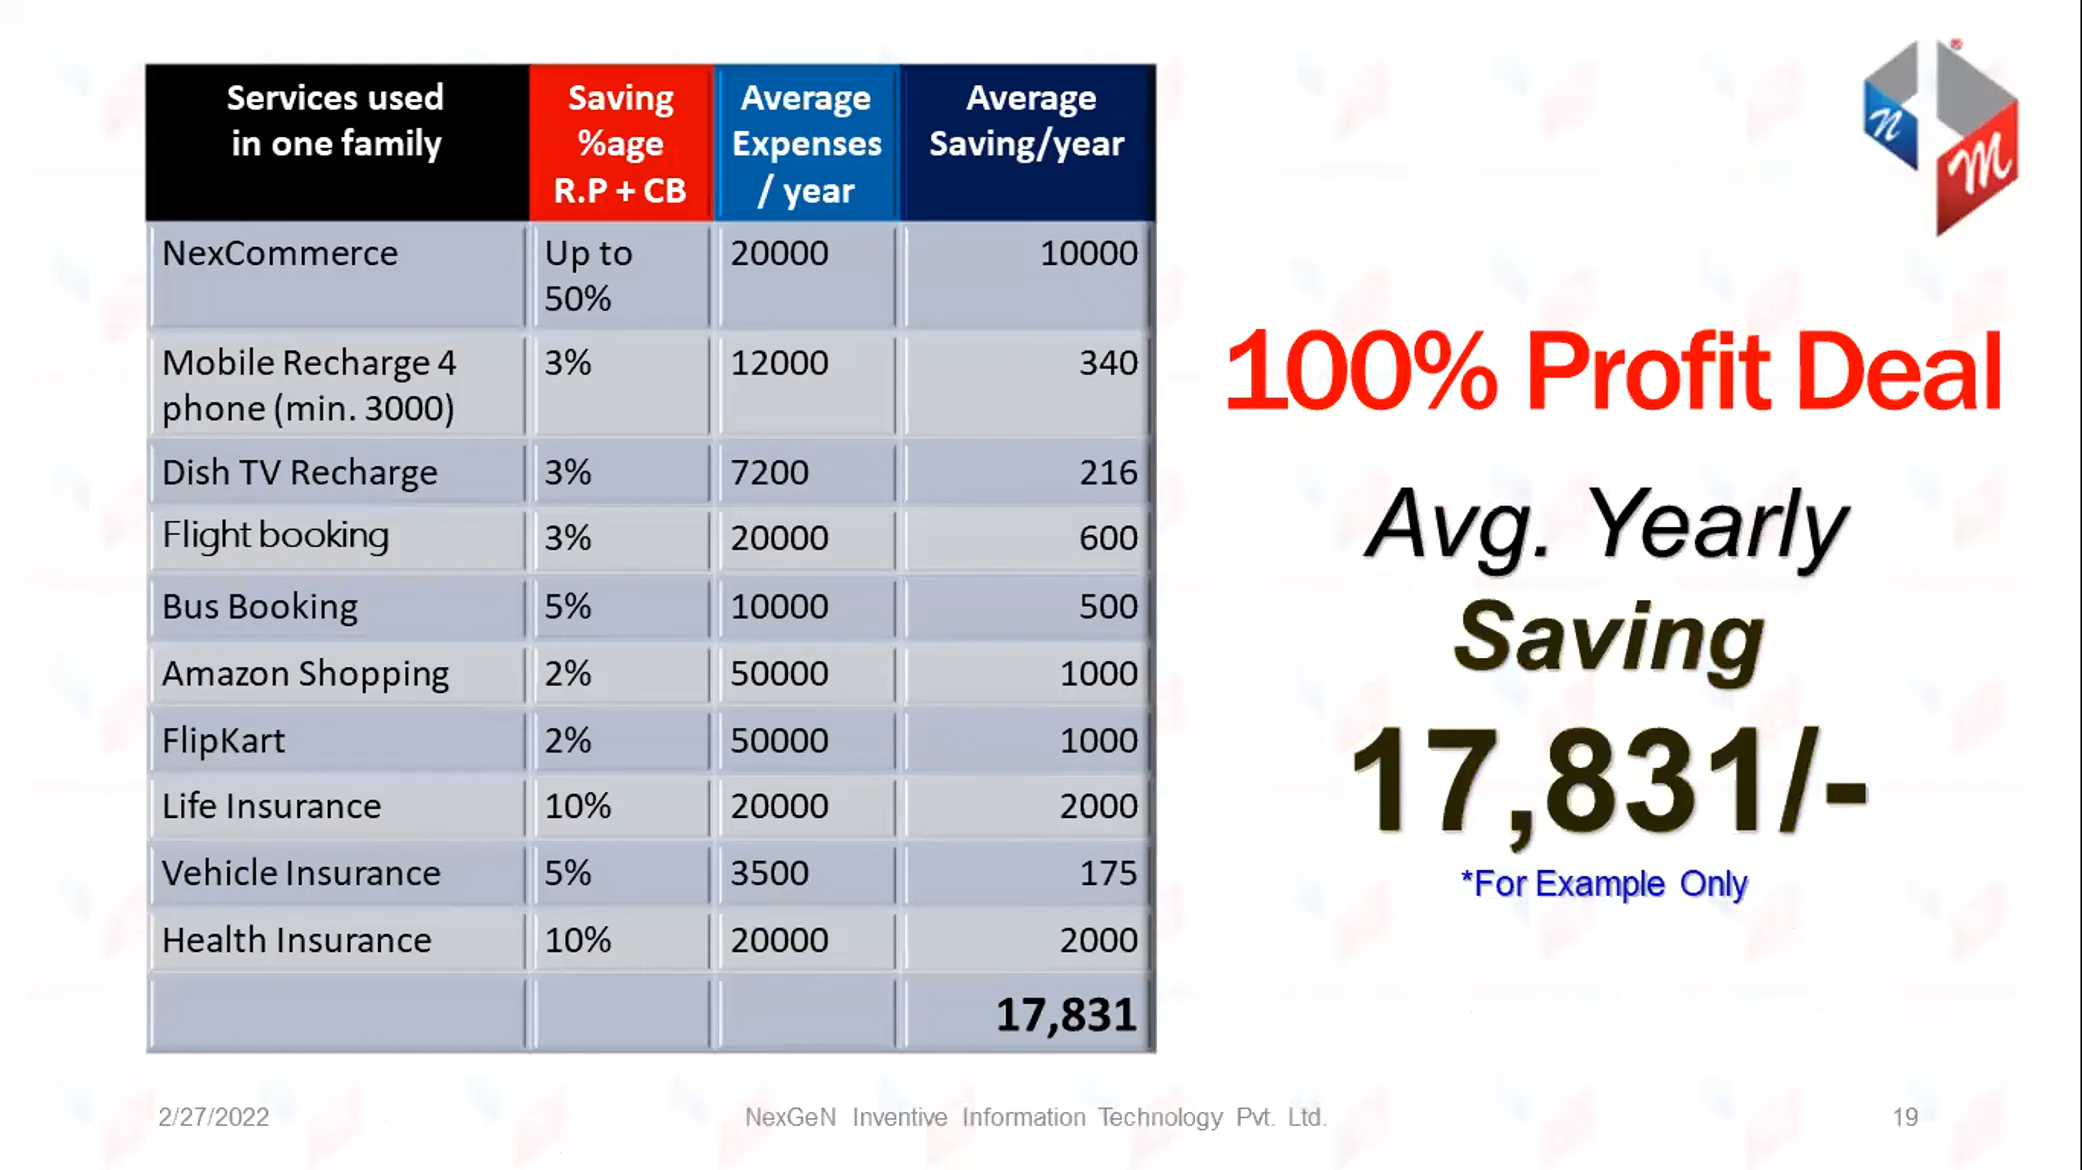 Services used
in one family
Saving
%age
R.P + CB
Average
Expenses
/ year
Average
Saving/year
NexCommerce
Up to
50%
20000
10000
Mobile Recharge 4
phone (min. 3000)
3%
12000
340
Dish TV Recharge
3%
7200
216
Flight booking
3%
20000
600
Bus Booking
5%
10000
500
Amazon Shopping
2%
50000
1000
FlipKart
2%
50000
1000
Life Insurance
10%
20000
2000
Vehicle Insurance
5%
3500
175
Health Insurance
10%
20000
2000
17,831
n
m
®
100% Profit Deal
Avg. Yearly
Saving
17,831/-
*For Example Only
2/27/2022
NexGeN Inventive Information Technology Pvt. Ltd.
19